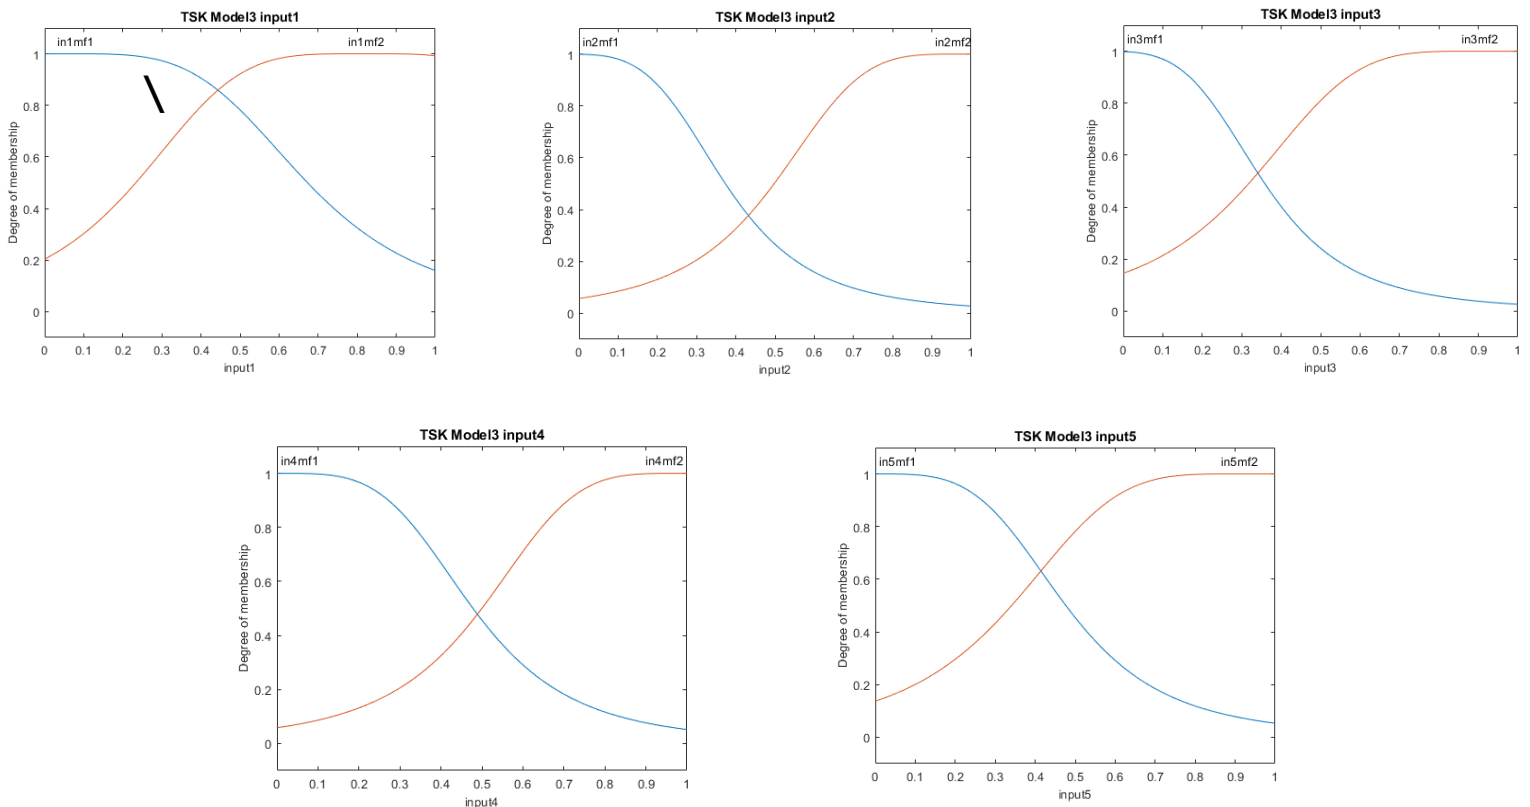 TSK Model3 input1
in1mf1 in1mf2
1
0.8
0.6
0.4
0.2
0
Degree of membership
0 0.1 0.2 0.3 0.4 0.5 0.6 0.7 0.8 0.9 1
input1
TSK Model3 input2
in2mf1 in2mf2
1
0.8
0.6
0.4
0.2
0
Degree of membership
0 0.1 0.2 0.3 0.4 0.5 0.6 0.7 0.8 0.9 1
input2
TSK Model3 input3
in3mf1 in3mf2
1
0.8
0.6
0.4
0.2
0
Degree of membership
0 0.1 0.2 0.3 0.4 0.5 0.6 0.7 0.8 0.9 1
input3
TSK Model3 input4
in4mf1 in4mf2
1
0.8
0.6
0.4
0.2
0
Degree of membership
0 0.1 0.2 0.3 0.4 0.5 0.6 0.7 0.8 0.9 1
input4
TSK Model3 input5
in5mf1 in5mf2
1
0.8
0.6
0.4
0.2
0
Degree of membership
0 0.1 0.2 0.3 0.4 0.5 0.6 0.7 0.8 0.9 1
input5